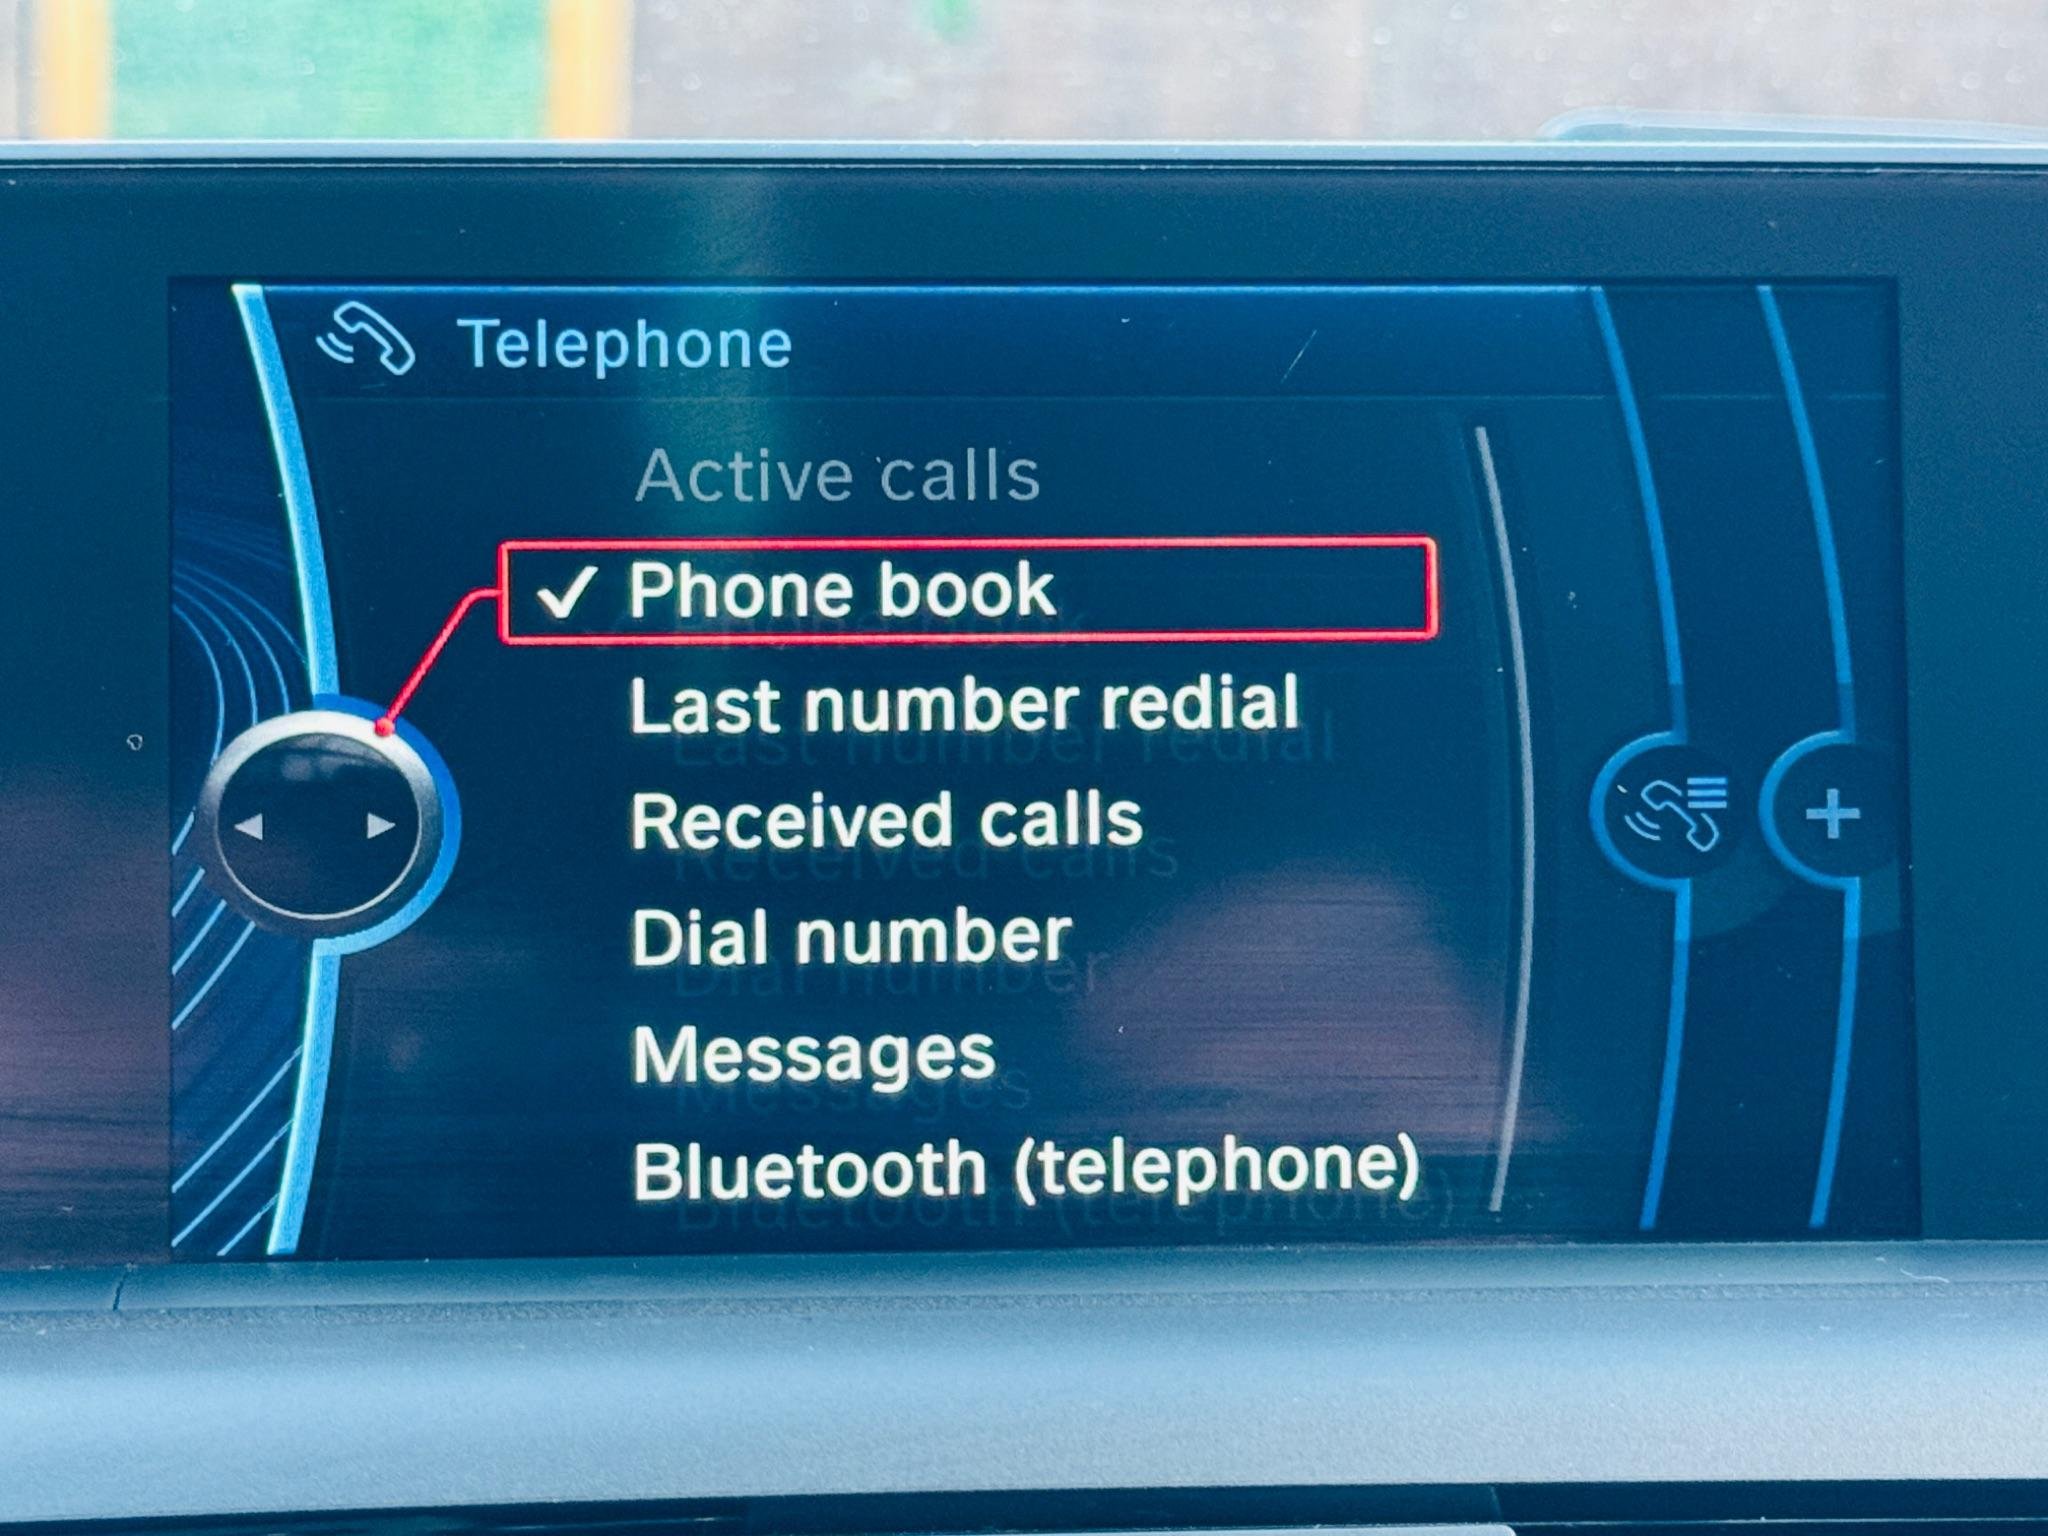 Telephone
Active calls
✓ Phone book
Last number redial
Received calls
Dial number
Messages
Bluetooth (telephone)